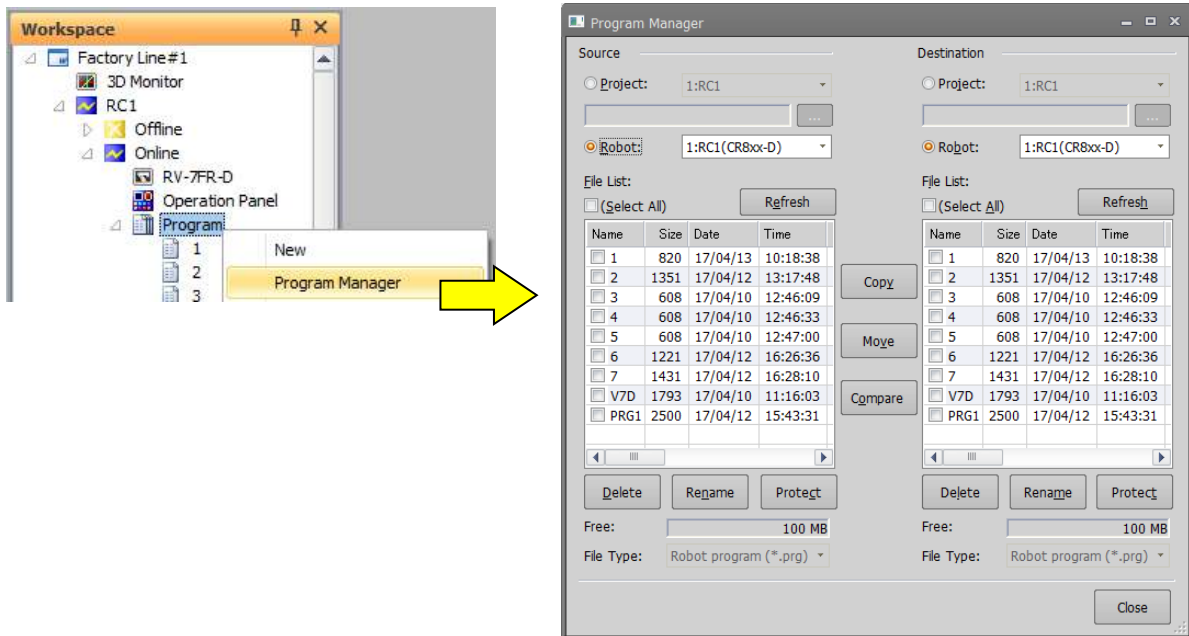 Workspace
Factory Line#1
3D Monitor
RC1
Offline
Online
RV-7FR-D
Operation Panel
Program
1
2
3
New
Program Manager
Program Manager
Source
Project:
1:RC1
...
Robot:
1:RC1(CR8xx-D)
File List:
(Select All)
Refresh
Name Size Date Time
1 820 17/04/13 10:18:38
2 1351 17/04/12 13:17:48
3 608 17/04/10 12:46:09
4 608 17/04/10 12:46:33
5 608 17/04/10 12:47:00
6 1221 17/04/12 16:26:36
7 1431 17/04/12 16:28:10
V7D 1793 17/04/10 11:16:03
PRG1 2500 17/04/12 15:43:31
Delete Rename Protect
Free: 100 MB
File Type: Robot program (*.prg)
Copy
Move
Compare
Destination
Project:
1:RC1
...
Robot:
1:RC1(CR8xx-D)
File List:
(Select All)
Refresh
Name Size Date Time
1 820 17/04/13 10:18:38
2 1351 17/04/12 13:17:48
3 608 17/04/10 12:46:09
4 608 17/04/10 12:46:33
5 608 17/04/10 12:47:00
6 1221 17/04/12 16:26:36
7 1431 17/04/12 16:28:10
V7D 1793 17/04/10 11:16:03
PRG1 2500 17/04/12 15:43:31
Delete Rename Protect
Free: 100 MB
File Type: Robot program (*.prg)
Close